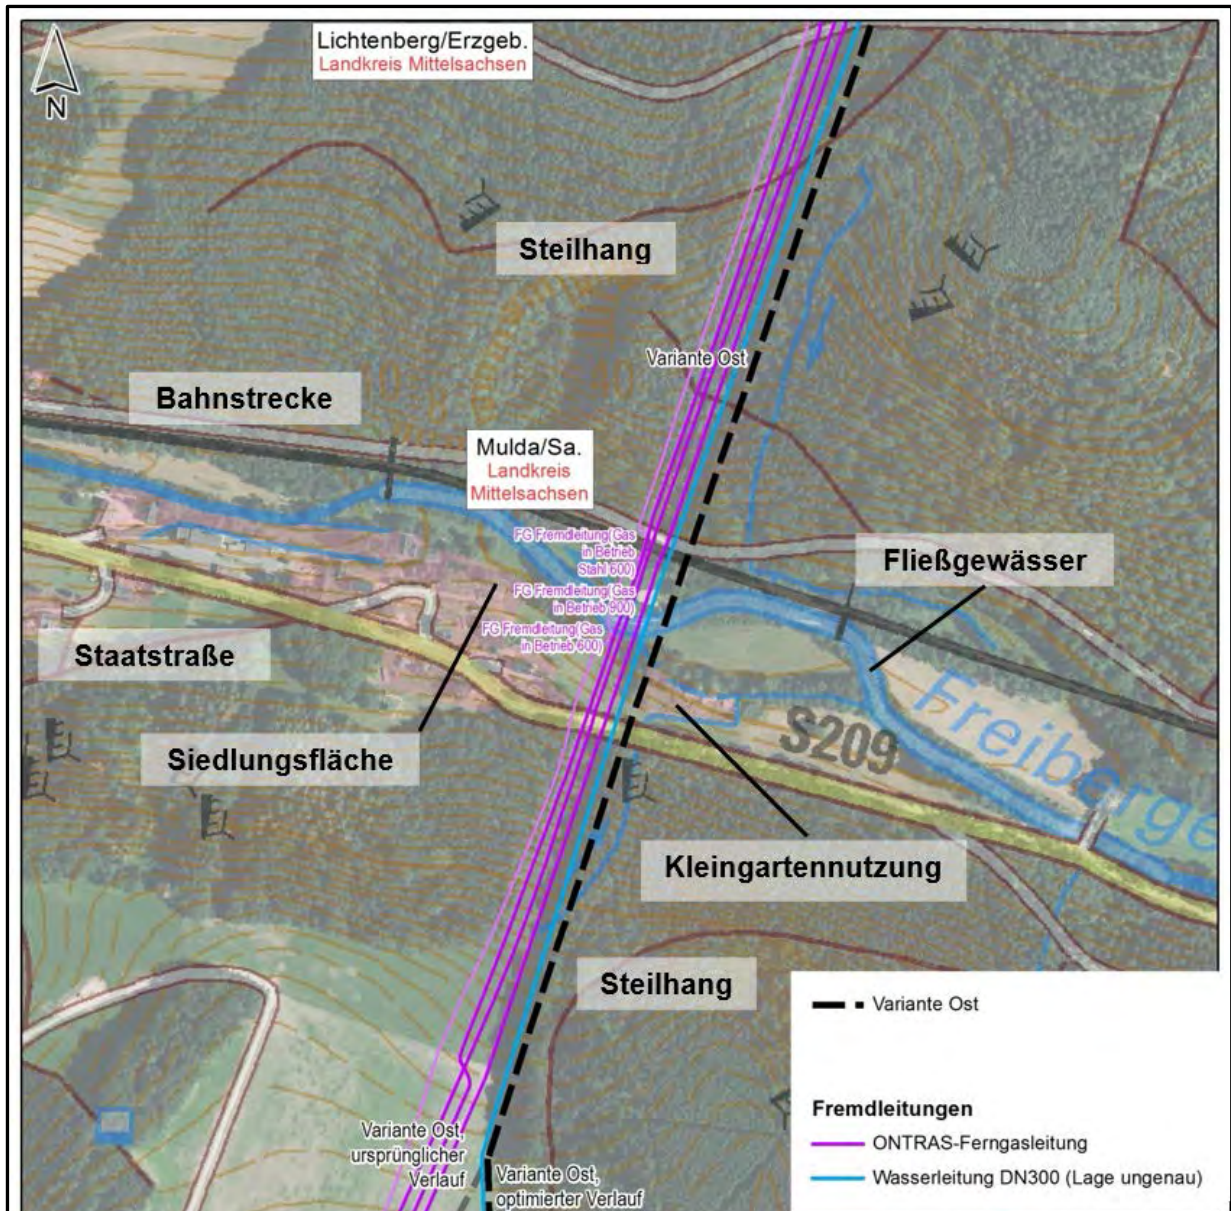 Lichtenberg/Erzgeb.
Landkreis Mittelsachsen
N
Steilhang
Variante Ost
Bahnstrecke
Mulda/Sa.
Landkreis
Mittelsachsen
FG Fremdleitung(Gas
in Betrieb
Stahl 600)
FG Fremdleitung(Gas
in Betrieb 900)
FG Fremdleitung(Gas
in Betrieb 600)
Fließgewässer
Staatstraße
Freiberge
S209
Siedlungsfläche
Kleingartennutzung
Steilhang
Variante Ost,
ursprünglicher
Verlauf
Variante Ost,
optimierter Verlauf
Variante Ost
Fremdleitungen
ONTRAS-Ferngasleitung
Wasserleitung DN300 (Lage ungenau)